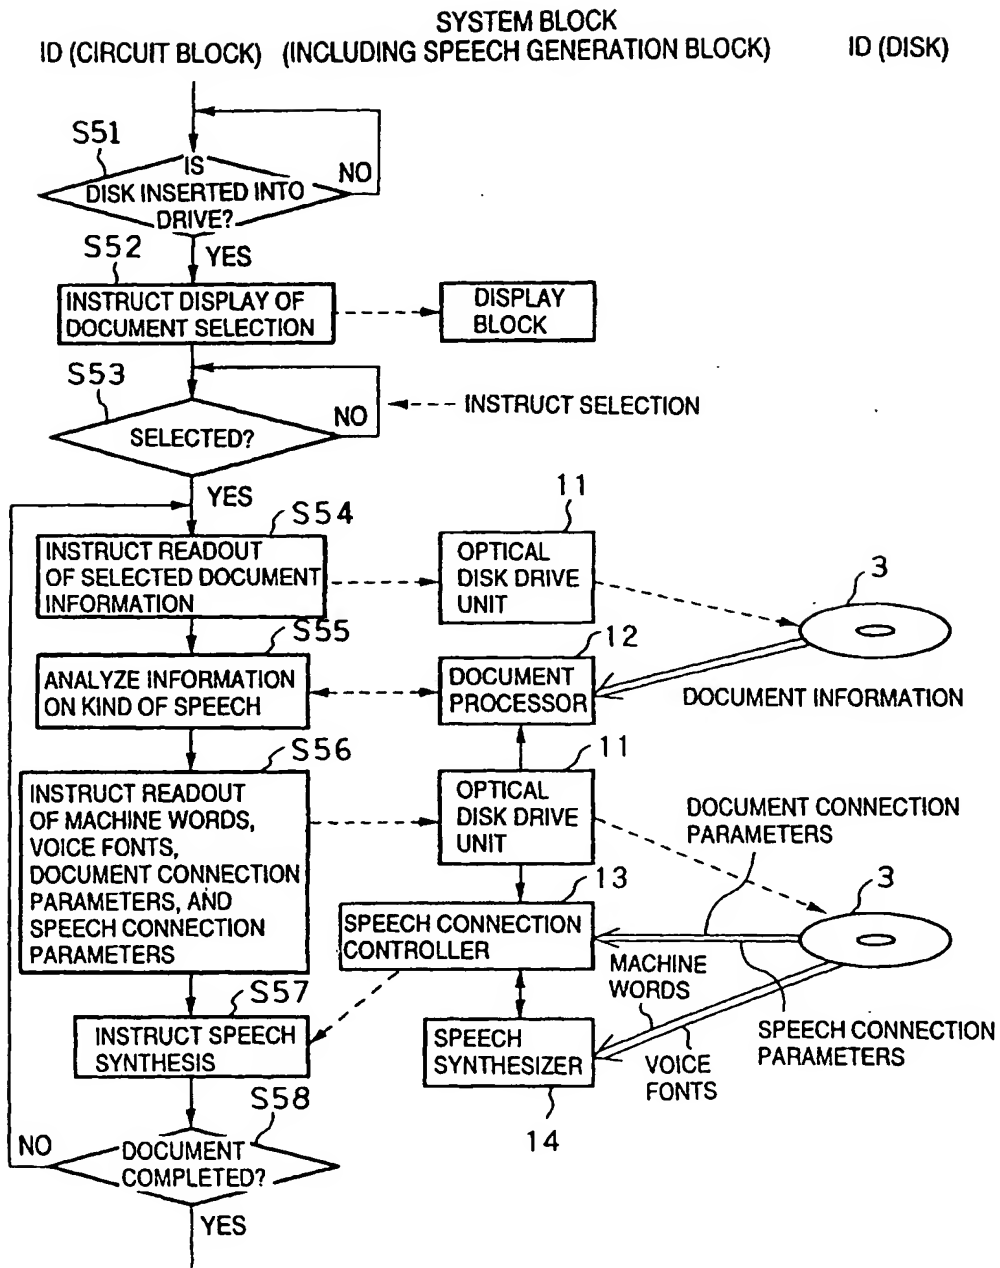 SYSTEM BLOCK
ID (CIRCUIT BLOCK) (INCLUDING SPEECH GENERATION BLOCK) ID (DISK)
S51
IS
DISK INSERTED INTO
DRIVE?
NO
YES
S52
INSTRUCT DISPLAY OF
DOCUMENT SELECTION
DISPLAY
BLOCK
S53
SELECTED?
NO
INSTRUCT SELECTION
YES
S54
INSTRUCT READOUT
OF SELECTED DOCUMENT
INFORMATION
11
OPTICAL
DISK DRIVE
UNIT
3
S55
ANALYZE INFORMATION
ON KIND OF SPEECH
12
DOCUMENT
PROCESSOR
DOCUMENT INFORMATION
S56
INSTRUCT READOUT
OF MACHINE WORDS,
VOICE FONTS,
DOCUMENT CONNECTION
PARAMETERS, AND
SPEECH CONNECTION
PARAMETERS
11
OPTICAL
DISK DRIVE
UNIT
DOCUMENT CONNECTION
PARAMETERS
3
13
SPEECH CONNECTION
CONTROLLER
MACHINE
WORDS
SPEECH CONNECTION
PARAMETERS
VOICE
FONTS
S57
INSTRUCT SPEECH
SYNTHESIS
SPEECH
SYNTHESIZER
14
S58
DOCUMENT
COMPLETED?
NO
YES